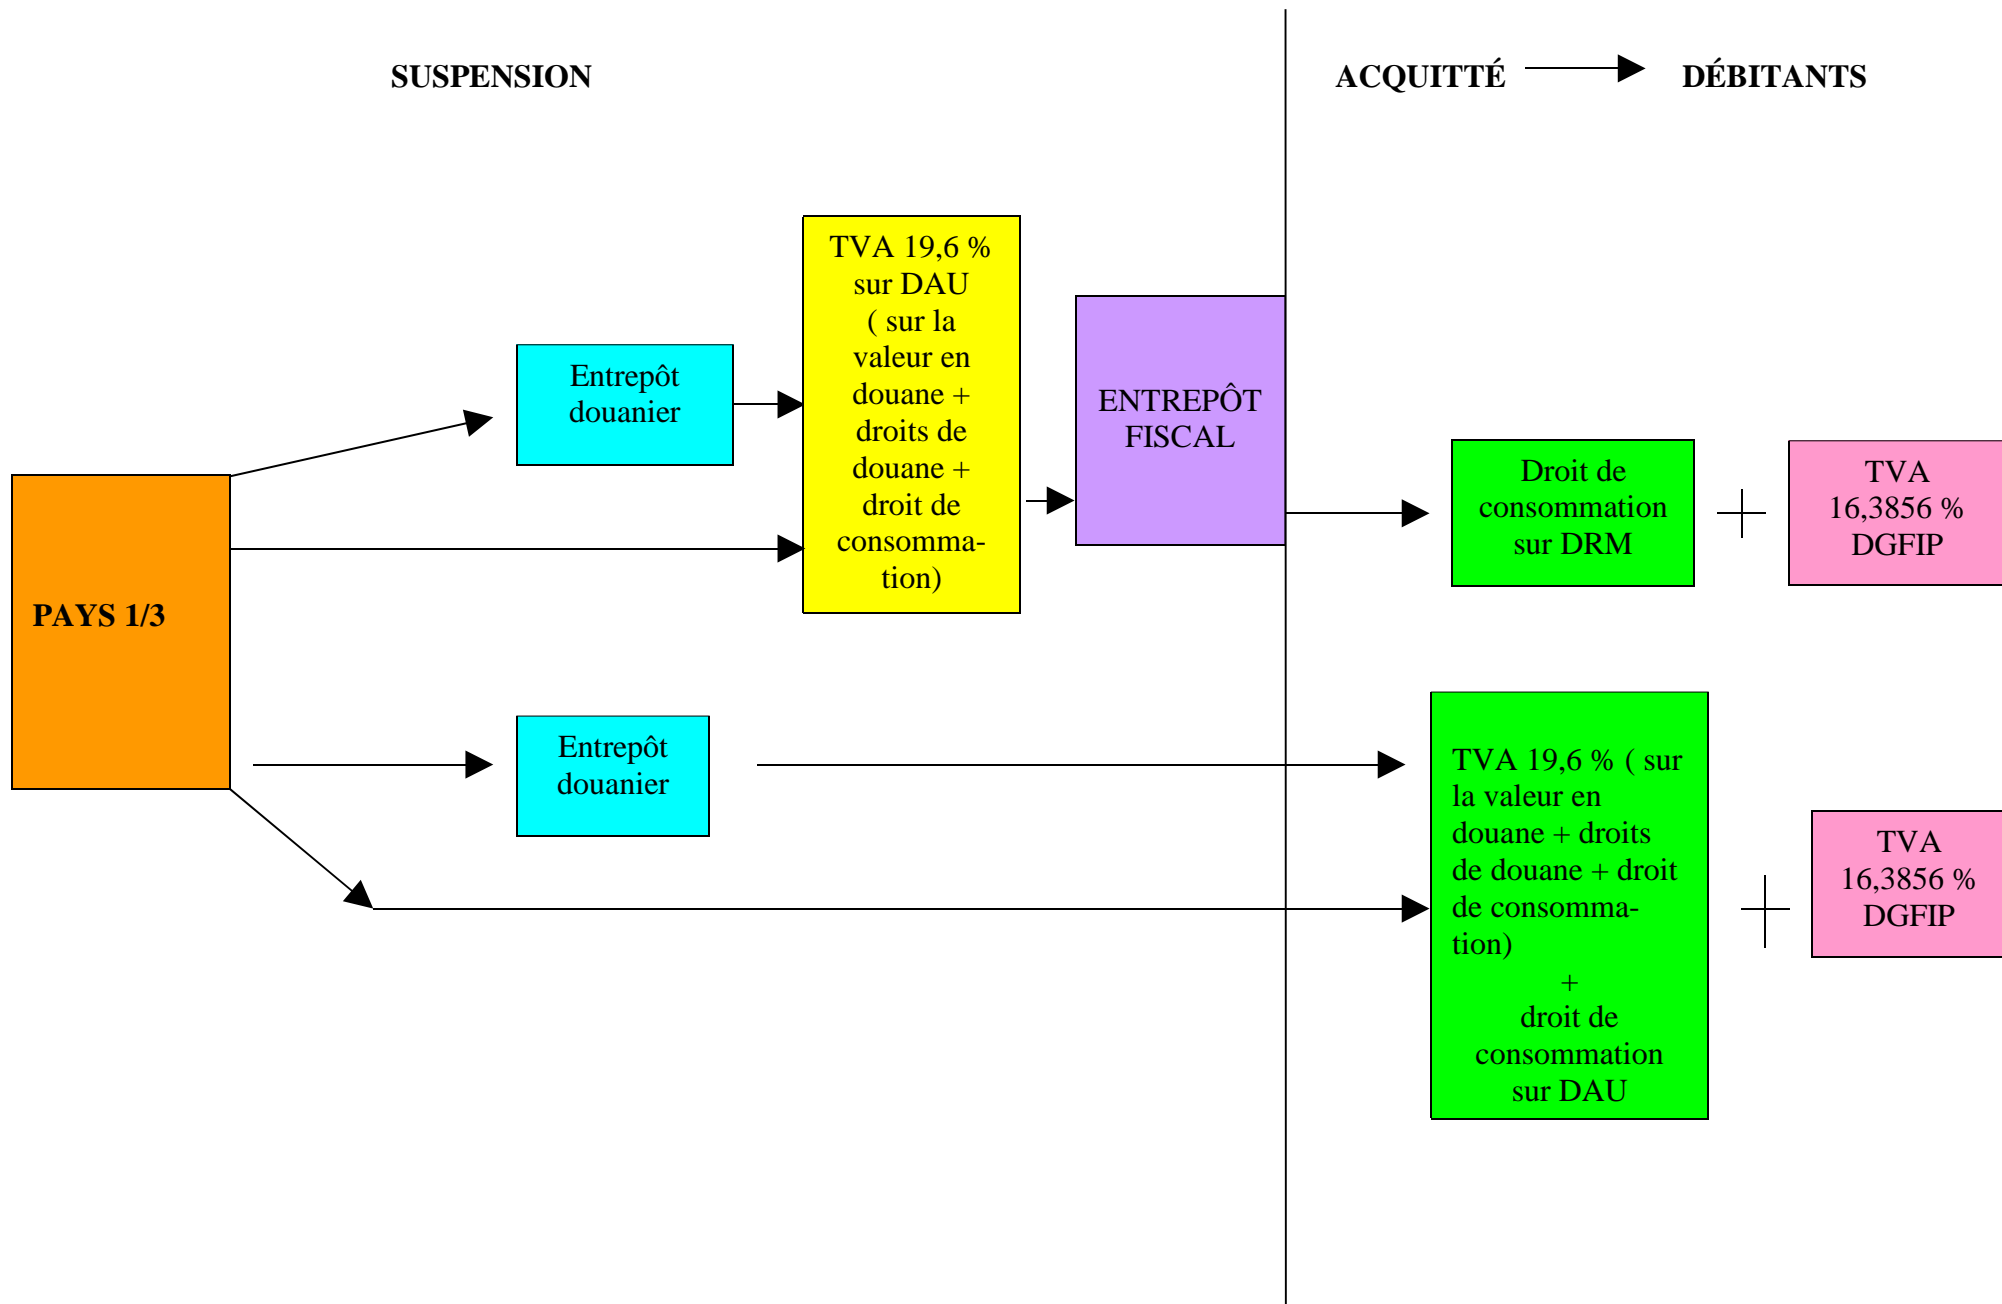 SUSPENSION
ACQUITTÉ
DÉBITANTS
PAYS 1/3
Entrepôt
douanier
TVA 19,6 %
sur DAU
( sur la
valeur en
douane +
droits de
douane +
droit de
consomma-
tion)
ENTREPÔT
FISCAL
Droit de
consommation
sur DRM
TVA
16,3856 %
DGFIP
Entrepôt
douanier
TVA 19,6 % ( sur
la valeur en
douane + droits
de douane + droit
de consomma-
tion)
+
droit de
consommation
sur DAU
TVA
16,3856 %
DGFIP